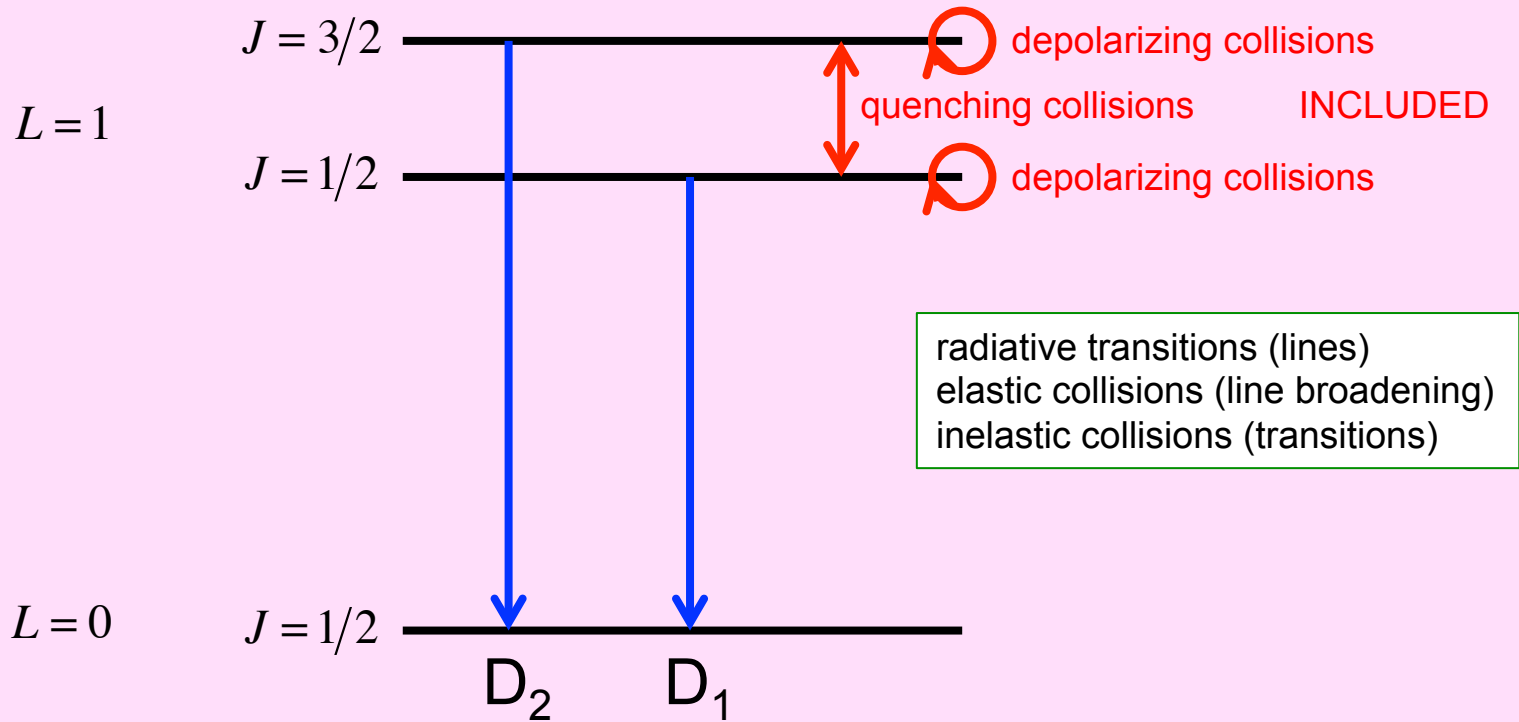 J = 3/2
depolarizing collisions
L = 1
quenching collisions INCLUDED
J = 1/2
depolarizing collisions
radiative transitions (lines)
elastic collisions (line broadening)
inelastic collisions (transitions)
L = 0
J = 1/2
D₂ D₁